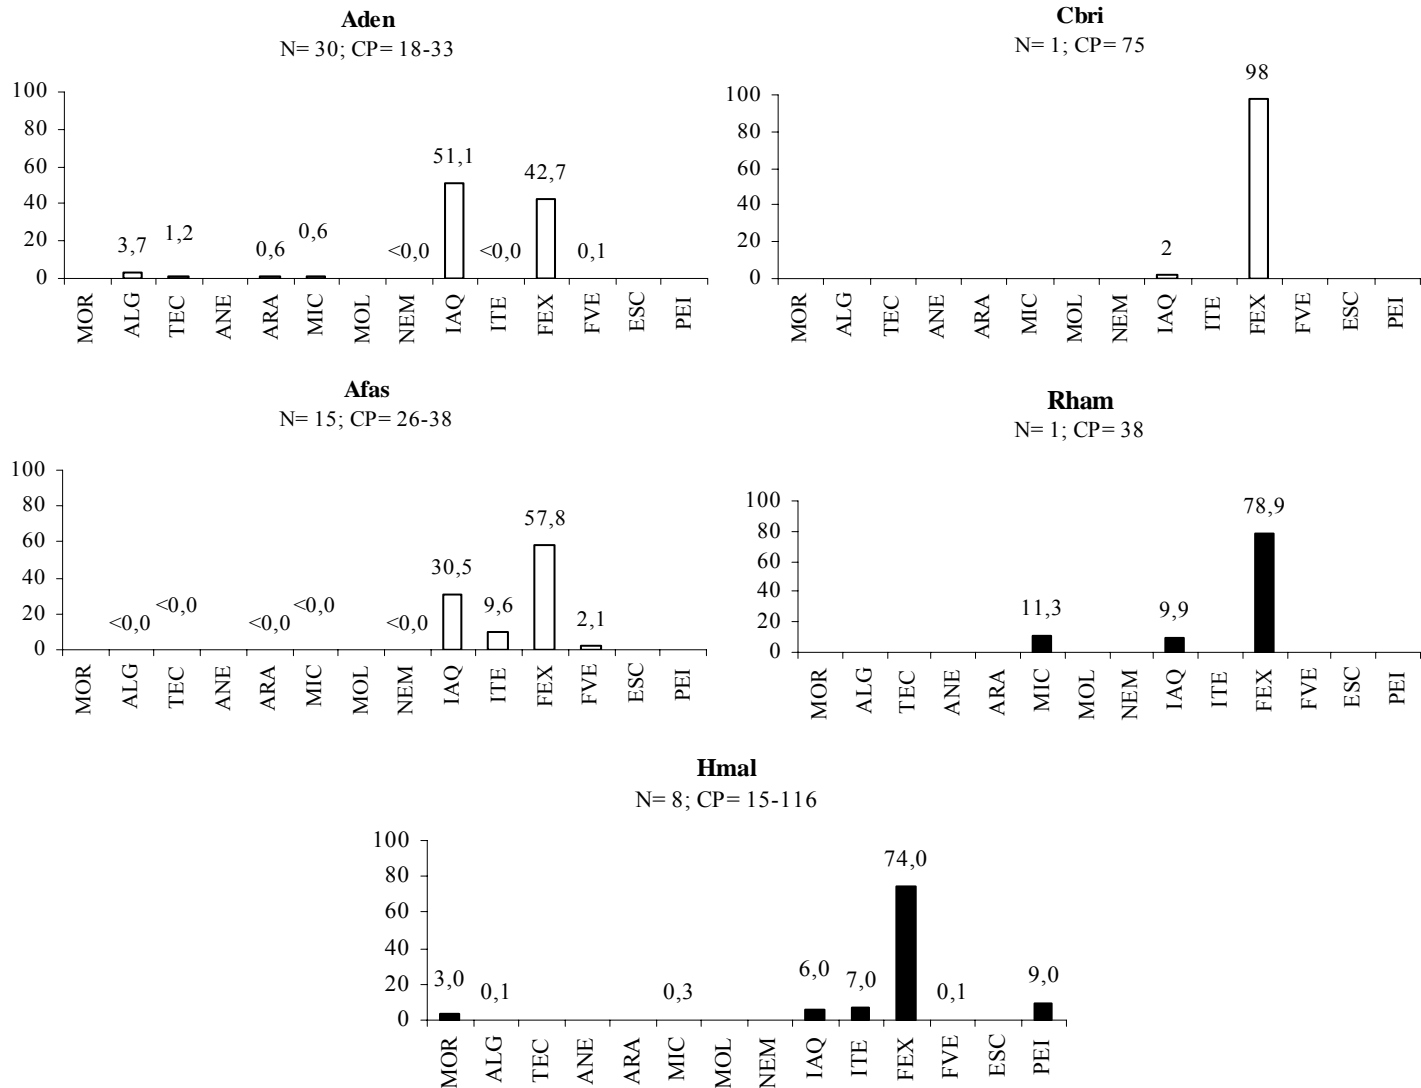 Aden
N= 30; CP= 18-33
100
80
60
40
20
0
3,7
1,2
0,6
0,6
<0,0
51,1
<0,0
42,7
0,1
MOR
ALG
TEC
ANE
ARA
MIC
MOL
NEM
IAQ
ITE
FEX
FVE
ESC
PEI
Cbri
N= 1; CP= 75
100
80
60
40
20
0
2
98
MOR
ALG
TEC
ANE
ARA
MIC
MOL
NEM
IAQ
ITE
FEX
FVE
ESC
PEI
Afas
N= 15; CP= 26-38
100
80
60
40
20
0
<0,0
<0,0
<0,0
<0,0
<0,0
30,5
9,6
57,8
2,1
MOR
ALG
TEC
ANE
ARA
MIC
MOL
NEM
IAQ
ITE
FEX
FVE
ESC
PEI
Rham
N= 1; CP= 38
100
80
60
40
20
0
11,3
9,9
78,9
MOR
ALG
TEC
ANE
ARA
MIC
MOL
NEM
IAQ
ITE
FEX
FVE
ESC
PEI
Hmal
N= 8; CP= 15-116
100
80
60
40
20
0
3,0
0,1
0,3
6,0
7,0
74,0
0,1
9,0
MOR
ALG
TEC
ANE
ARA
MIC
MOL
NEM
IAQ
ITE
FEX
FVE
ESC
PEI